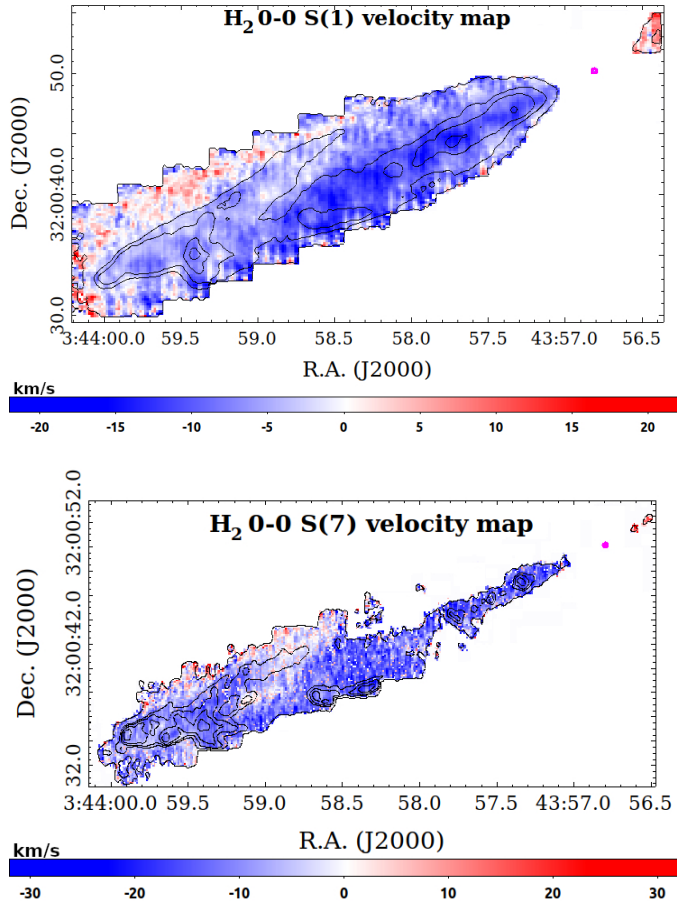 H2 0-0 S(1) velocity map
Dec. (J2000)
50.0
32:00:40.0
30.0
3:44:00.0 59.5 59.0 58.5 58.0 57.5 43:57.0 56.5
R.A. (J2000)
km/s
-20 -15 -10 -5 0 5 10 15 20
H2 0-0 S(7) velocity map
Dec. (J2000)
32:00:52.0
32:00:42.0
32.0
3:44:00.0 59.5 59.0 58.5 58.0 57.5 43:57.0 56.5
R.A. (J2000)
km/s
-30 -20 -10 0 10 20 30